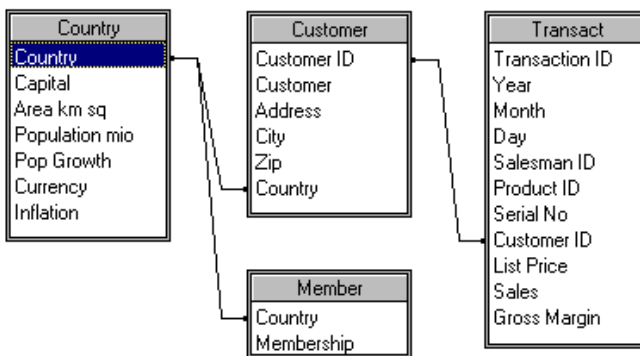 Country
Country
Capital
Area km sq
Population mio
Pop Growth
Currency
Inflation
Customer
Customer ID
Customer
Address
City
Zip
Country
Member
Country
Membership
Transact
Transaction ID
Year
Month
Day
Salesman ID
Product ID
Serial No
Customer ID
List Price
Sales
Gross Margin